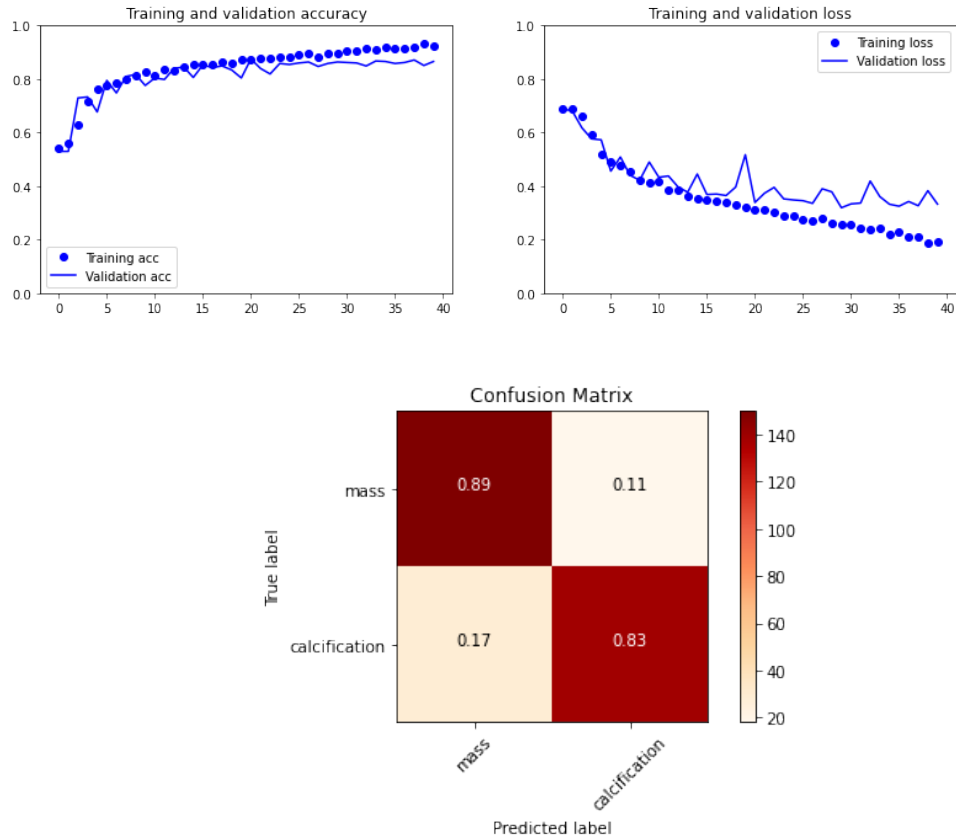 Training and validation accuracy
1.0
0.8
0.6
0.4
0.2
0.0
Training acc
Validation acc
0 5 10 15 20 25 30 35 40
Training and validation loss
1.0
0.8
0.6
0.4
0.2
0.0
Training loss
Validation loss
0 5 10 15 20 25 30 35 40
Confusion Matrix
True label
mass
0.89 0.11
calcification
0.17 0.83
mass
calcification
Predicted label
140
120
100
80
60
40
20